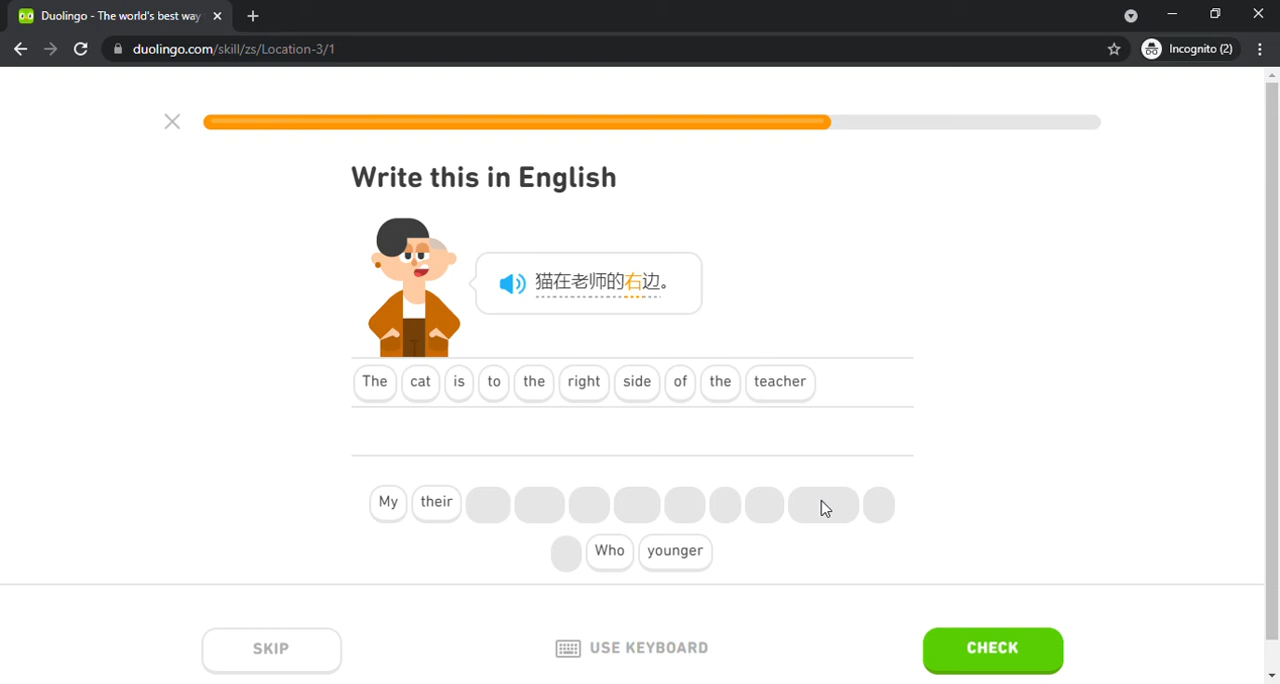 Duolingo - The world's best way
Incognito (2)
duolingo.com/skill/zs/Location-3/1
Write this in English
猫在老师的右边。
The cat is to the right side of the teacher
My their
Who younger
SKIP USE KEYBOARD CHECK